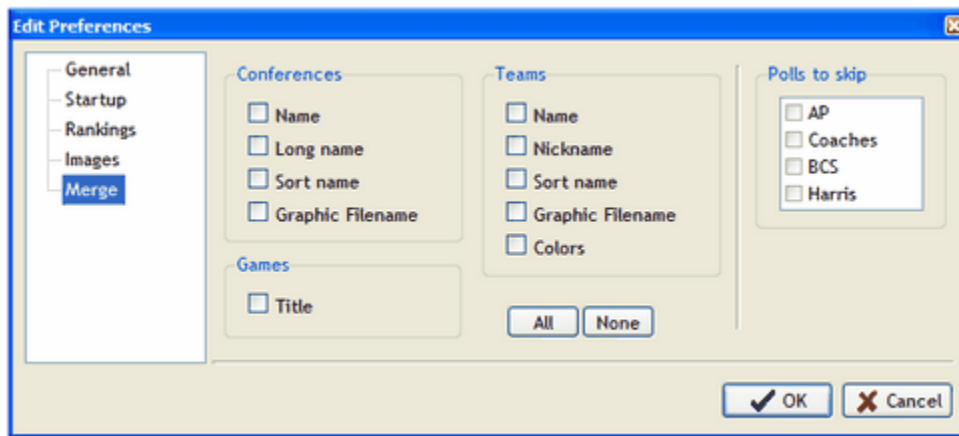 Edit Preferences
General
Startup
Rankings
Images
Merge
Conferences
Name
Long name
Sort name
Graphic Filename
Games
Title
Teams
Name
Nickname
Sort name
Graphic Filename
Colors
All
None
Polls to skip
AP
Coaches
BCS
Harris
OK
Cancel